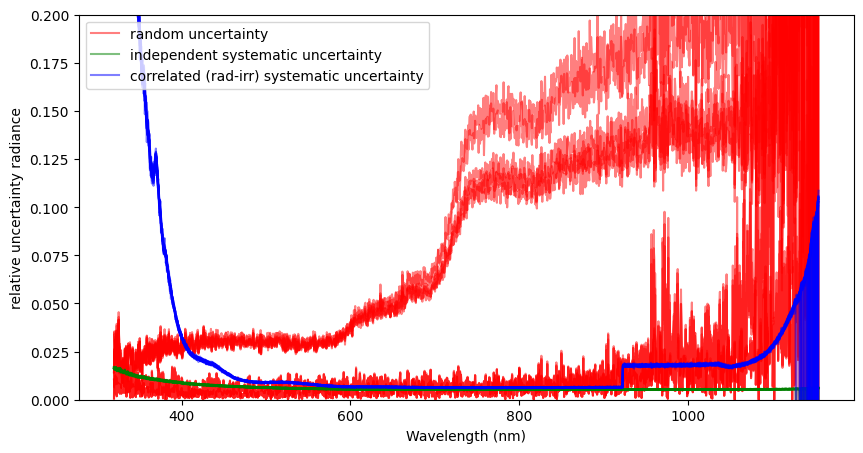 0.200
0.175
0.150
0.125
0.100
0.075
0.050
0.025
0.000
relative uncertainty radiance
random uncertainty
independent systematic uncertainty
correlated (rad-irr) systematic uncertainty
400
600
800
1000
Wavelength (nm)